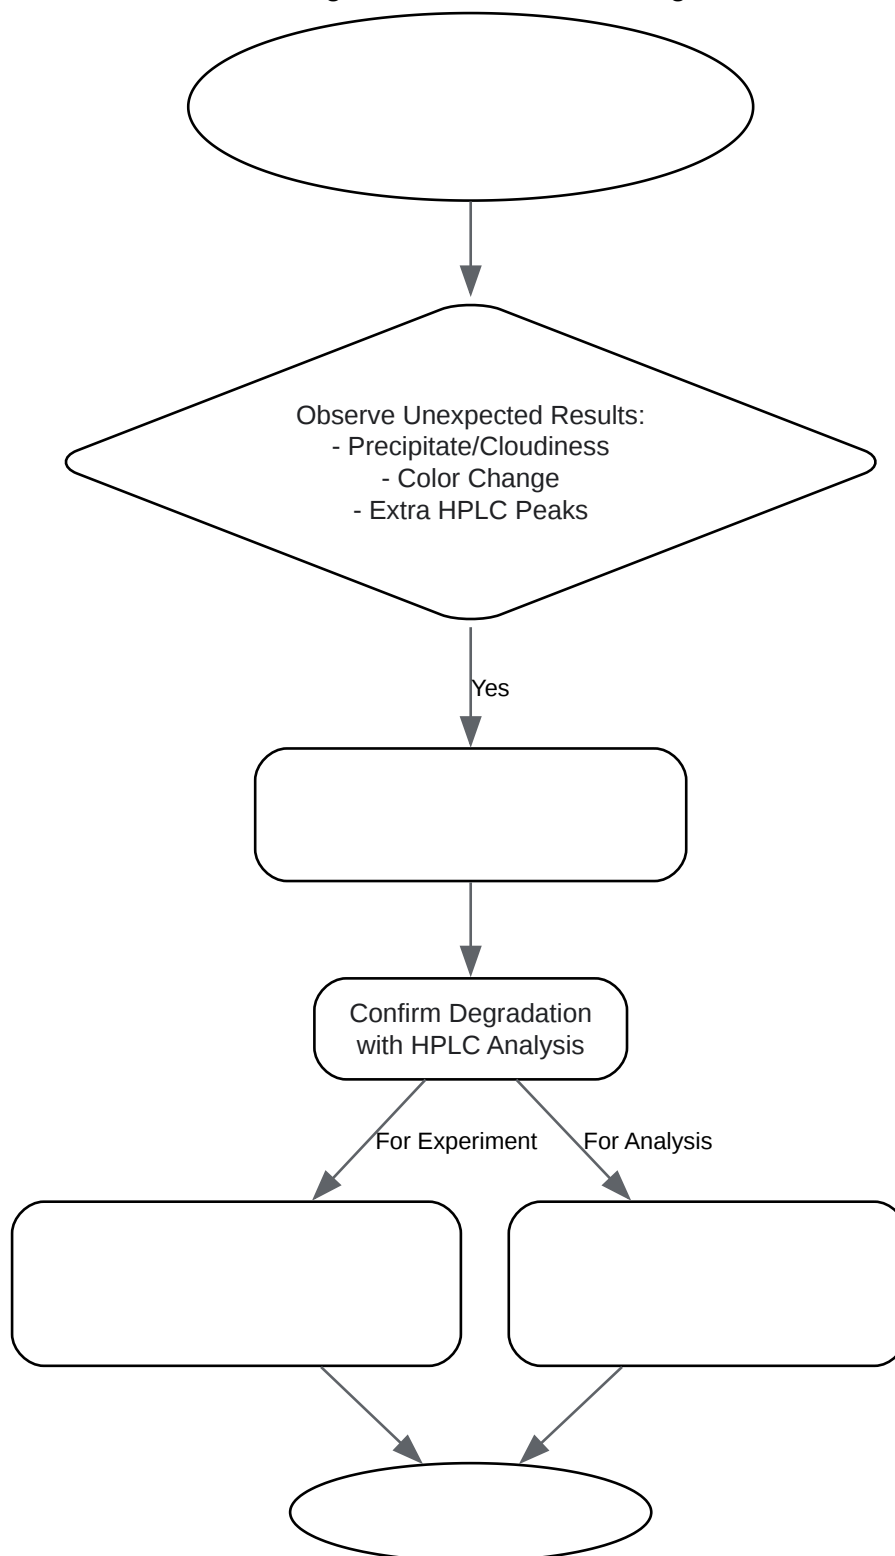 Observe Unexpected Results:
- Precipitate/Cloudiness
- Color Change
- Extra HPLC Peaks
Yes
Confirm Degradation
with HPLC Analysis
For Experiment
For Analysis